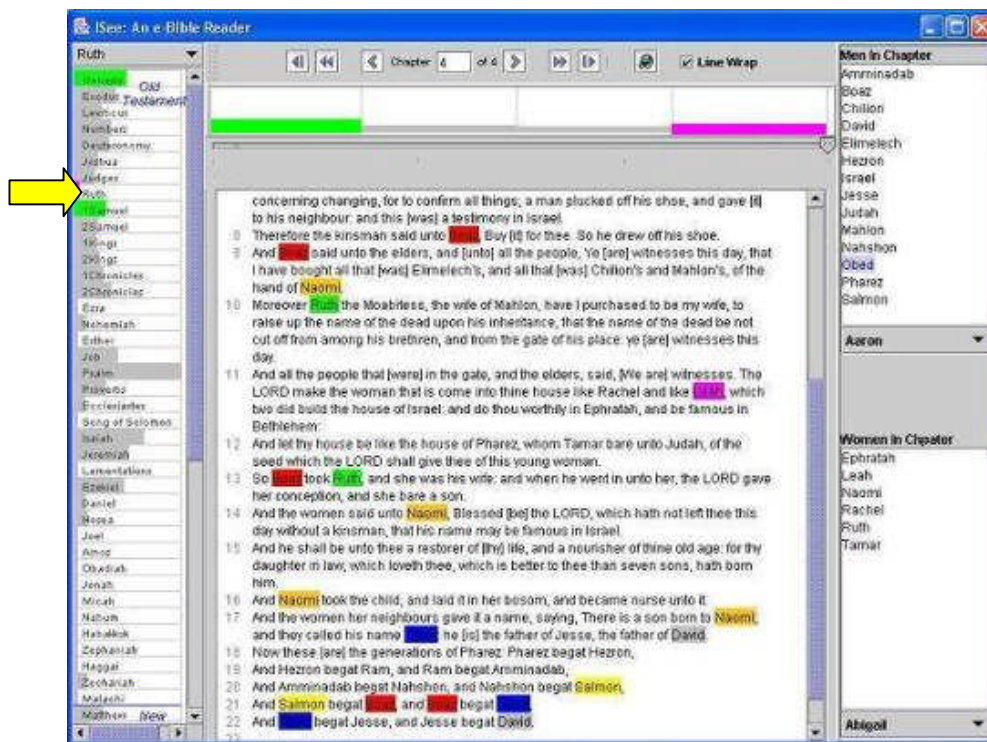 ISee: An e-Bible Reader
Ruth
Old
Testament
Exodus
Leviticus
Numbers
Deuteronomy
Joshua
Judges
Ruth
1Samuel
2Samuel
1Kings
2Kings
1Chronicles
2Chronicles
Ezra
Nehemiah
Esther
Job
Psalm
Proverbs
Ecclesiastes
Song of Solomon
Isaiah
Jeremiah
Lamentations
Ezekiel
Daniel
Hosea
Joel
Amos
Obadiah
Jonah
Micah
Nahum
Habakkuk
Zephaniah
Haggai
Zechariah
Malachi
Matthew New
Chapter 4 of 4 Line Wrap
concerning changing, for to confirm all things; a man plucked off his shoe, and gave [it]
to his neighbour: and this [was] a testimony in Israel.
8 Therefore the kinsman said unto Boaz, Buy [it] for thee. So he drew off his shoe.
9 And Boaz said unto the elders, and [unto] all the people, Ye [are] witnesses this day, that
I have bought all that [was] Elimelech's, and all that [was] Chilion's and Mahlon's, of the
hand of Naomi.
10 Moreover Ruth the Moabitess, the wife of Mahlon, have I purchased to be my wife, to
raise up the name of the dead upon his inheritance, that the name of the dead be not
cut off from among his brethren, and from the gate of his place: ye [are] witnesses this
day.
11 And all the people that [were] in the gate, and the elders, said, [We are] witnesses. The
LORD make the woman that is come into thine house like Rachel and like Leah, which
two did build the house of Israel: and do thou worthily in Ephratah, and be famous in
Bethlehem:
12 And let thy house be like the house of Pharez, whom Tamar bare unto Judah, of the
seed which the LORD shall give thee of this young woman.
13 So Boaz took Ruth, and she was his wife: and when he went in unto her, the LORD gave
her conception, and she bare a son.
14 And the women said unto Naomi, Blessed [be] the LORD, which hath not left thee this
day without a kinsman, that his name may be famous in Israel.
15 And he shall be unto thee a restorer of [thy] life, and a nourisher of thine old age: for thy
daughter in law, which loveth thee, which is better to thee than seven sons, hath born
him.
16 And Naomi took the child, and laid it in her bosom, and became nurse unto it.
17 And the women her neighbours gave it a name, saying, There is a son born to Naomi,
and they called his name he [is] the father of Jesse, the father of David.
18 Now these [are] the generations of Pharez: Pharez begat Hezron,
19 And Hezron begat Ram, and Ram begat Amminadab,
20 And Amminadab begat Nahshon, and Nahshon begat Salmon,
21 And Salmon begat Boaz, and Boaz begat
22 And begat Jesse, and Jesse begat David.
Men in Chapter
Amminadab
Boaz
Chilion
David
Elimelech
Hezron
Israel
Jesse
Judah
Mahlon
Nahshon
Obed
Pharez
Salmon
Aaron
Women in Chpater
Ephratah
Leah
Naomi
Rachel
Ruth
Tamar
Abigail